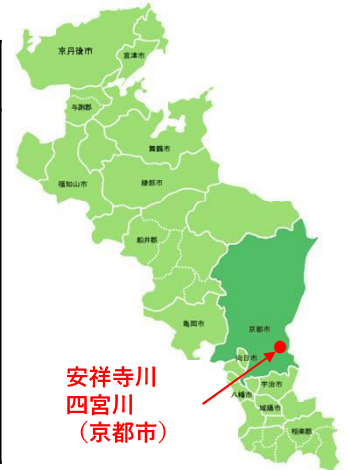 京丹後市
宮津市
与謝郡
舞鶴市
綾部市
福知山市
船井郡
亀岡市
京都市
向日市
安祥寺川
四宮川
（京都市）
八幡市
宇治市
城陽市
相楽郡